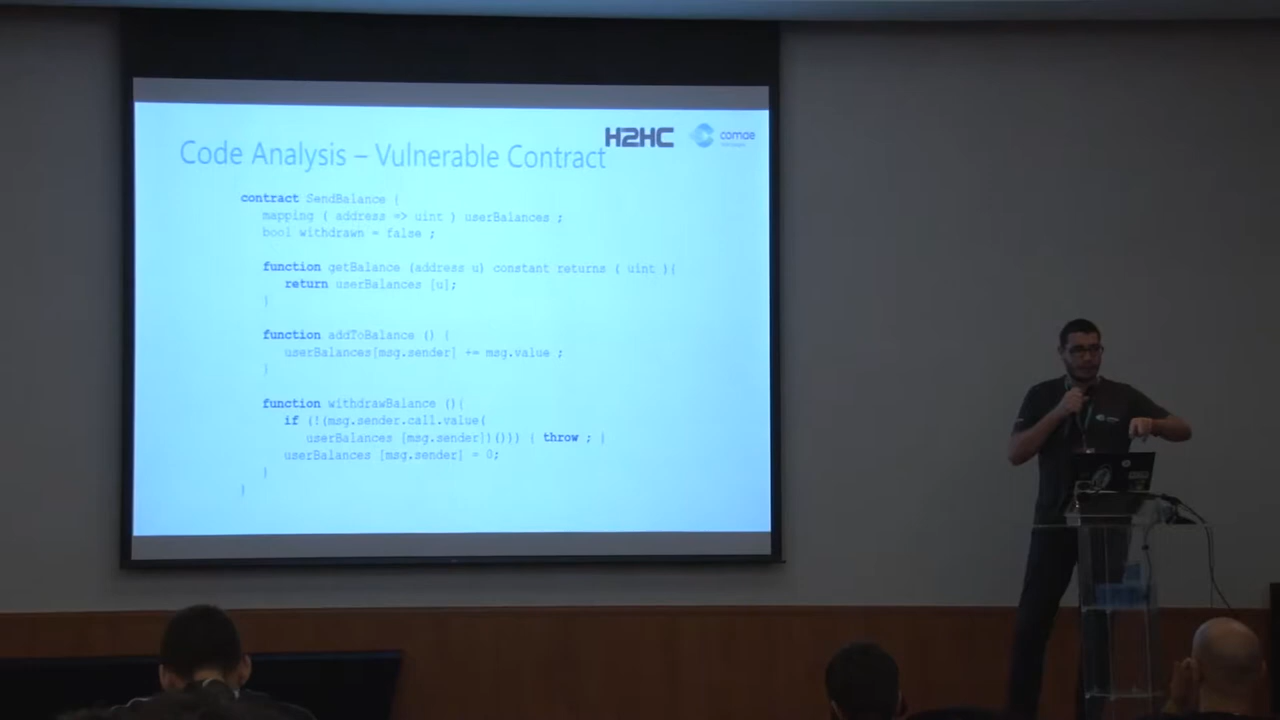 H2HC
comae
Code Analysis – Vulnerable Contract
contract SendBalance {
mapping ( address => uint ) userBalances ;
bool withdrawn = false ;
function getBalance (address u) constant returns ( uint ){
return userBalances [u];
}
function addToBalance () {
userBalances[msg.sender] += msg.value ;
}
function withdrawBalance (){
if (!(msg.sender.call.value(
userBalances [msg.sender])())) { throw ; }
userBalances [msg.sender] = 0;
}
}